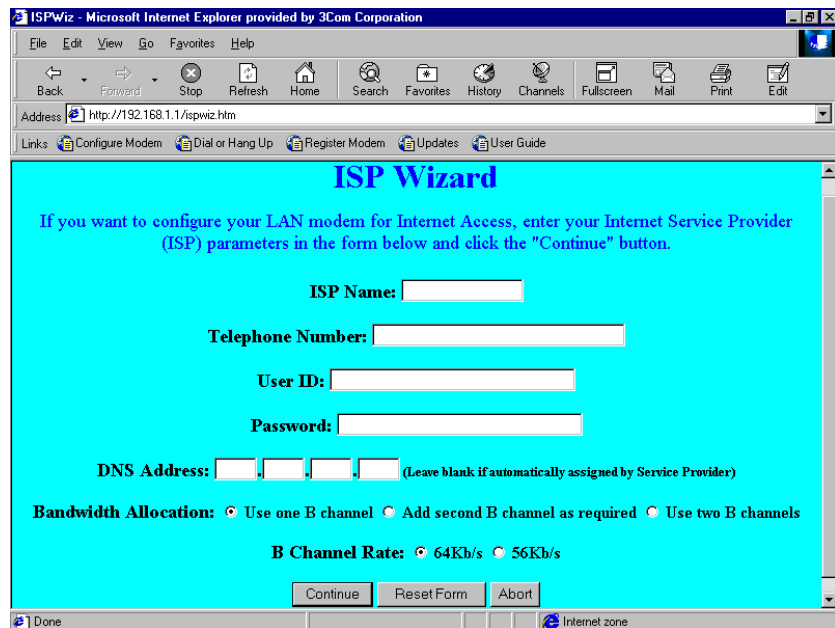 ISPWiz - Microsoft Internet Explorer provided by 3Com Corporation
File Edit View Go Favorites Help
Back Forward Stop Refresh Home Search Favorites History Channels Fullscreen Mail Print Edit
Address http://192.168.1.1/ispwiz.htm
Links Configure Modem Dial or Hang Up Register Modem Updates User Guide
ISP Wizard
If you want to configure your LAN modem for Internet Access, enter your Internet Service Provider
(ISP) parameters in the form below and click the "Continue" button.
ISP Name:
Telephone Number:
User ID:
Password:
DNS Address: . . . (Leave blank if automatically assigned by Service Provider)
Bandwidth Allocation: Use one B channel Add second B channel as required Use two B channels
B Channel Rate: 64Kb/s 56Kb/s
Continue Reset Form Abort
Done Internet zone